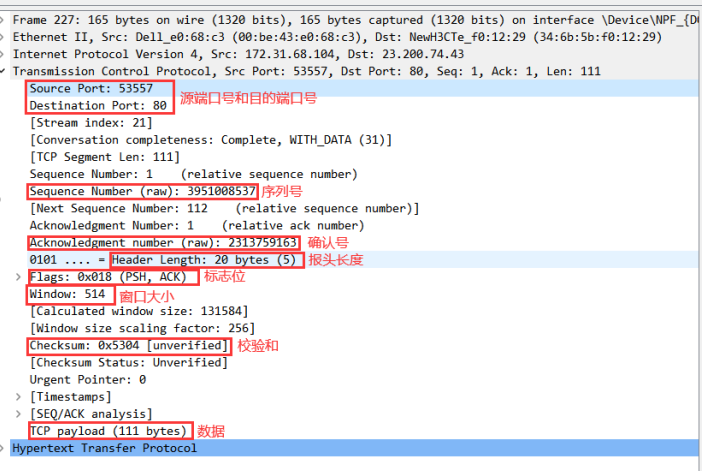 Frame 227: 165 bytes on wire (1320 bits), 165 bytes captured (1320 bits) on interface \Device\NPF_{D
Ethernet II, Src: Dell_e0:68:c3 (00:be:43:e0:68:c3), Dst: NewH3CTe_f0:12:29 (34:6b:5b:f0:12:29)
Internet Protocol Version 4, Src: 172.31.68.104, Dst: 23.200.74.43
Transmission Control Protocol, Src Port: 53557, Dst Port: 80, Seq: 1, Ack: 1, Len: 111
Source Port: 53557
Destination Port: 80 源端口号和目的端口号
[Stream index: 21]
[Conversation completeness: Complete, WITH_DATA (31)]
[TCP Segment Len: 111]
Sequence Number: 1 (relative sequence number)
Sequence Number (raw): 3951008537 序列号
[Next Sequence Number: 112 (relative sequence number)]
Acknowledgment Number: 1 (relative ack number)
Acknowledgment number (raw): 2313759163 确认号
0101 .... = Header Length: 20 bytes (5) 报头长度
Flags: 0x018 (PSH, ACK) 标志位
Window: 514 窗口大小
[Calculated window size: 131584]
[Window size scaling factor: 256]
Checksum: 0x5304 [unverified] 校验和
[Checksum Status: Unverified]
Urgent Pointer: 0
[Timestamps]
[SEQ/ACK analysis]
TCP payload (111 bytes) 数据
Hypertext Transfer Protocol